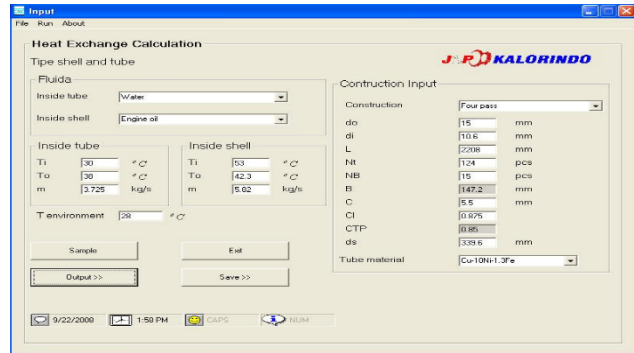 Input
File Run About
Heat Exchange Calculation
Tipe shell and tube
JJAP KALORINDO
Fluida
Inside tube Water
Inside shell Engine oil
Inside tube
Ti 30 °C
To 38 °C
m 3.725 kg/s
Inside shell
Ti 53 °C
To 42.3 °C
m 5.82 kg/s
T environment 28 °C
Sample
Exit
Output >>
Save >>
Contruction Input
Construction Four pass
do 15 mm
di 10.6 mm
L 2208 mm
Nt 124 pcs
NB 15 pcs
B 147.2 mm
C 5.5 mm
Cl 0.875
CTP 0.85
ds 339.6 mm
Tube material Cu-10Ni-1.3Fe
9/22/2008 1:58 PM CAPS NUM